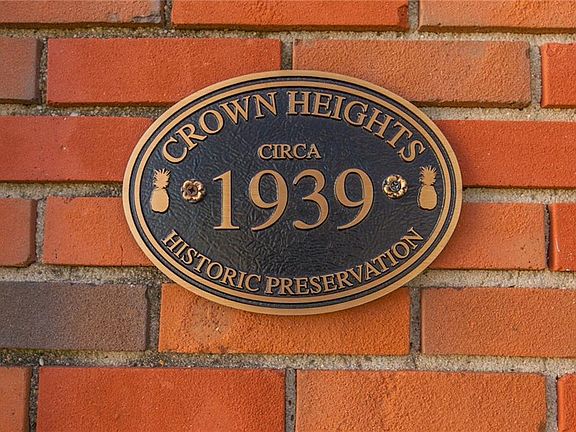 CROWN HEIGHTS
CIRCA
1939
HISTORIC PRESERVATION